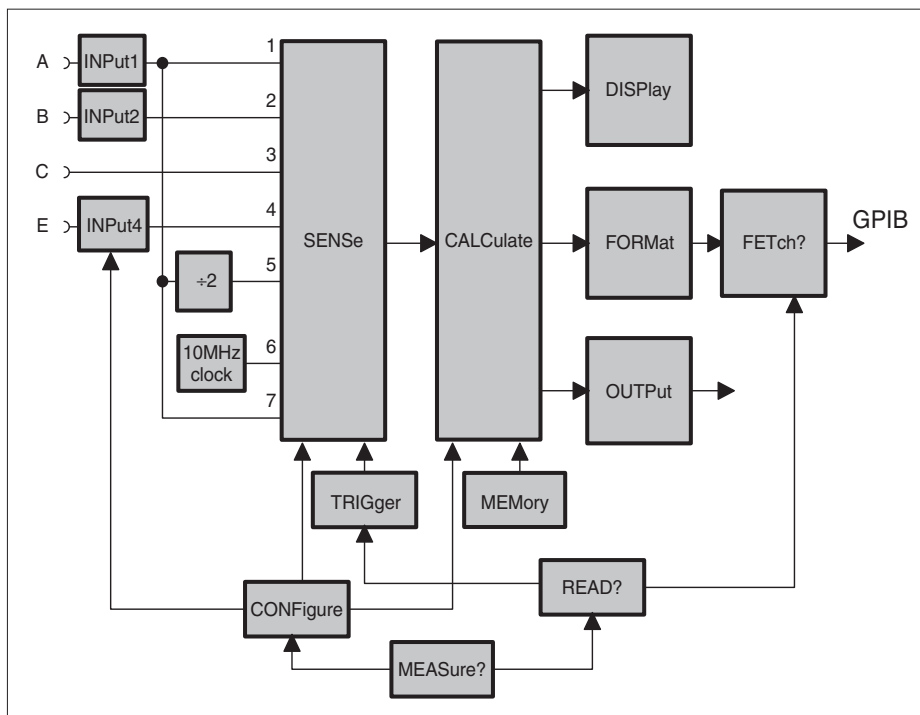 A
INPut1
1
B
INPut2
2
C
3
E
INPut4
4
÷2
5
10MHz
clock
6
7
SENSe
CALCulate
DISPlay
FORMat
FETch?
GPIB
OUTPut
TRIGger
MEMory
CONFigure
READ?
MEASure?